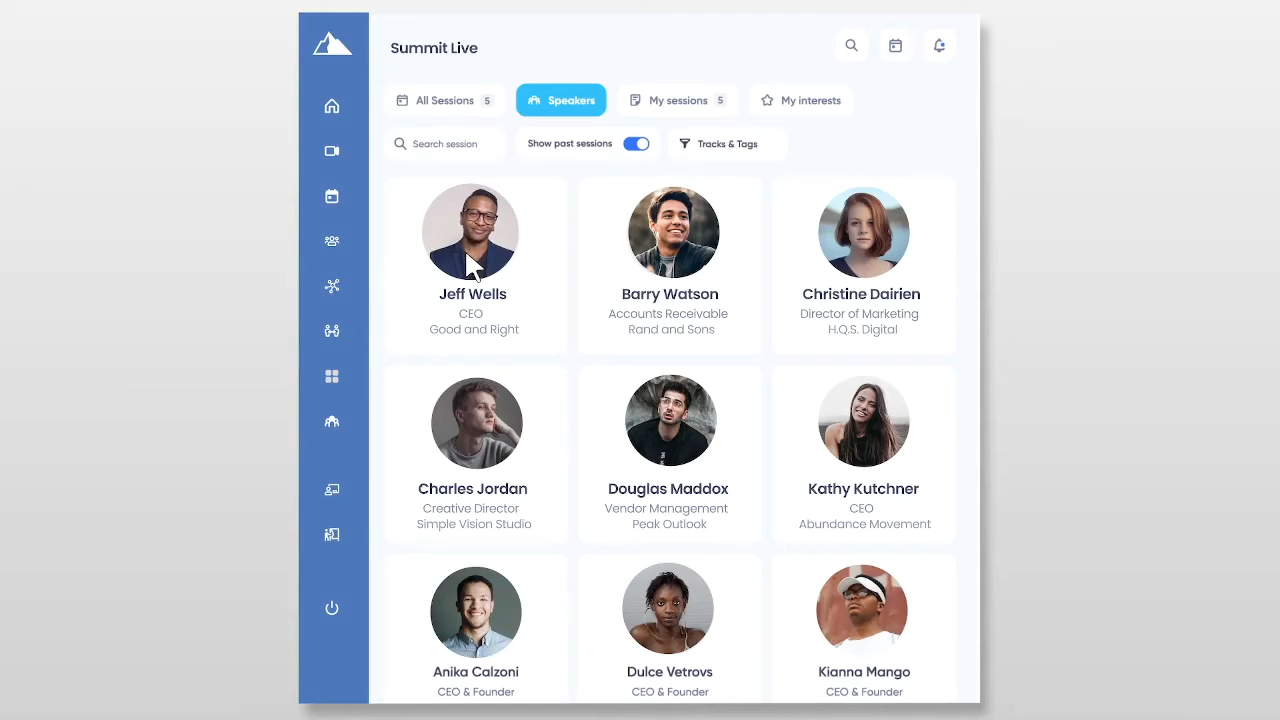 Summit Live
All Sessions 5
Speakers
My sessions 5
My interests
Search session
Show past sessions
Tracks & Tags
Jeff Wells
CEO
Good and Right
Barry Watson
Accounts Receivable
Rand and Sons
Christine Dairien
Director of Marketing
H.Q.S. Digital
Charles Jordan
Creative Director
Simple Vision Studio
Douglas Maddox
Vendor Management
Peak Outlook
Kathy Kutchner
CEO
Abundance Movement
Anika Calzoni
CEO & Founder
Dulce Vetrovs
CEO & Founder
Kianna Mango
CEO & Founder